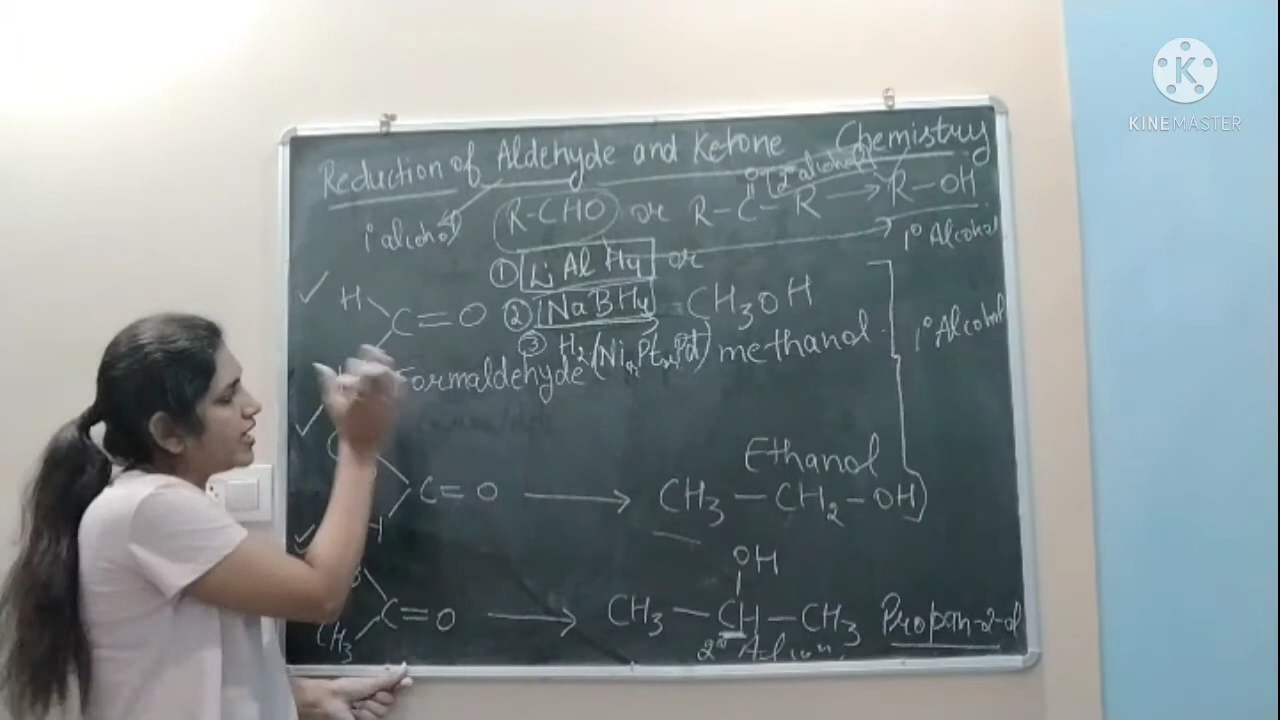 KINEMASTER
Reduction of Aldehyde and Ketone Chemistry
O (2° alcohol)
R-CHO or R-C-R → R-OH
1° alcohol
1° Alcohol
① LiAlH4 or
② NaBH4 CH3OH
③ H2 (Ni or Pt or Pd) methanol
H
C=O
Formaldehyde
1° Alcohol
Ethanol
C=O → CH3-CH2-OH
H
OH
C=O → CH3-CH-CH3 Propan-2-ol
CH3
2°